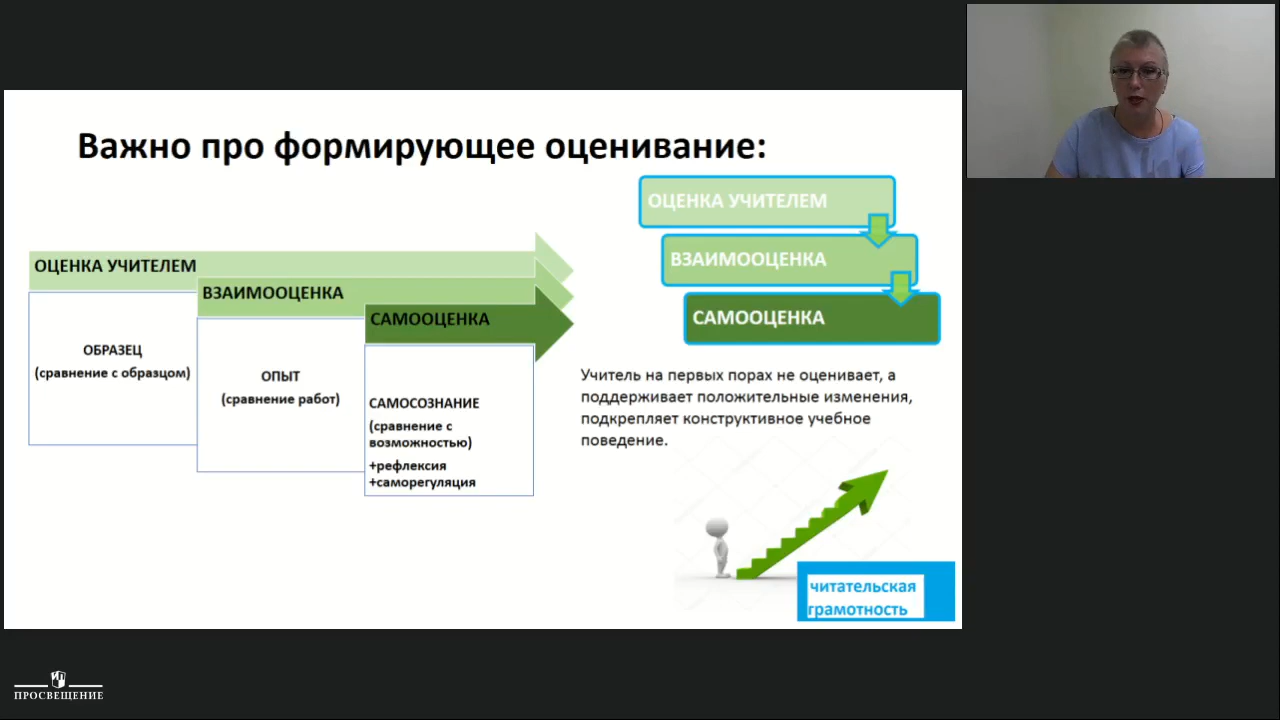 Важно про формирующее оценивание:
ОЦЕНКА УЧИТЕЛЕМ
ОБРАЗЕЦ
(сравнение с образцом)
ВЗАИМООЦЕНКА
ОПЫТ
(сравнение работ)
САМООЦЕНКА
САМОСОЗНАНИЕ
(сравнение с
возможностью)
+рефлексия
+саморегуляция
ОЦЕНКА УЧИТЕЛЕМ
ВЗАИМООЦЕНКА
САМООЦЕНКА
Учитель на первых порах не оценивает, а
поддерживает положительные изменения,
подкрепляет конструктивное учебное
поведение.
читательская
грамотность
ПРОСВЕЩЕНИЕ